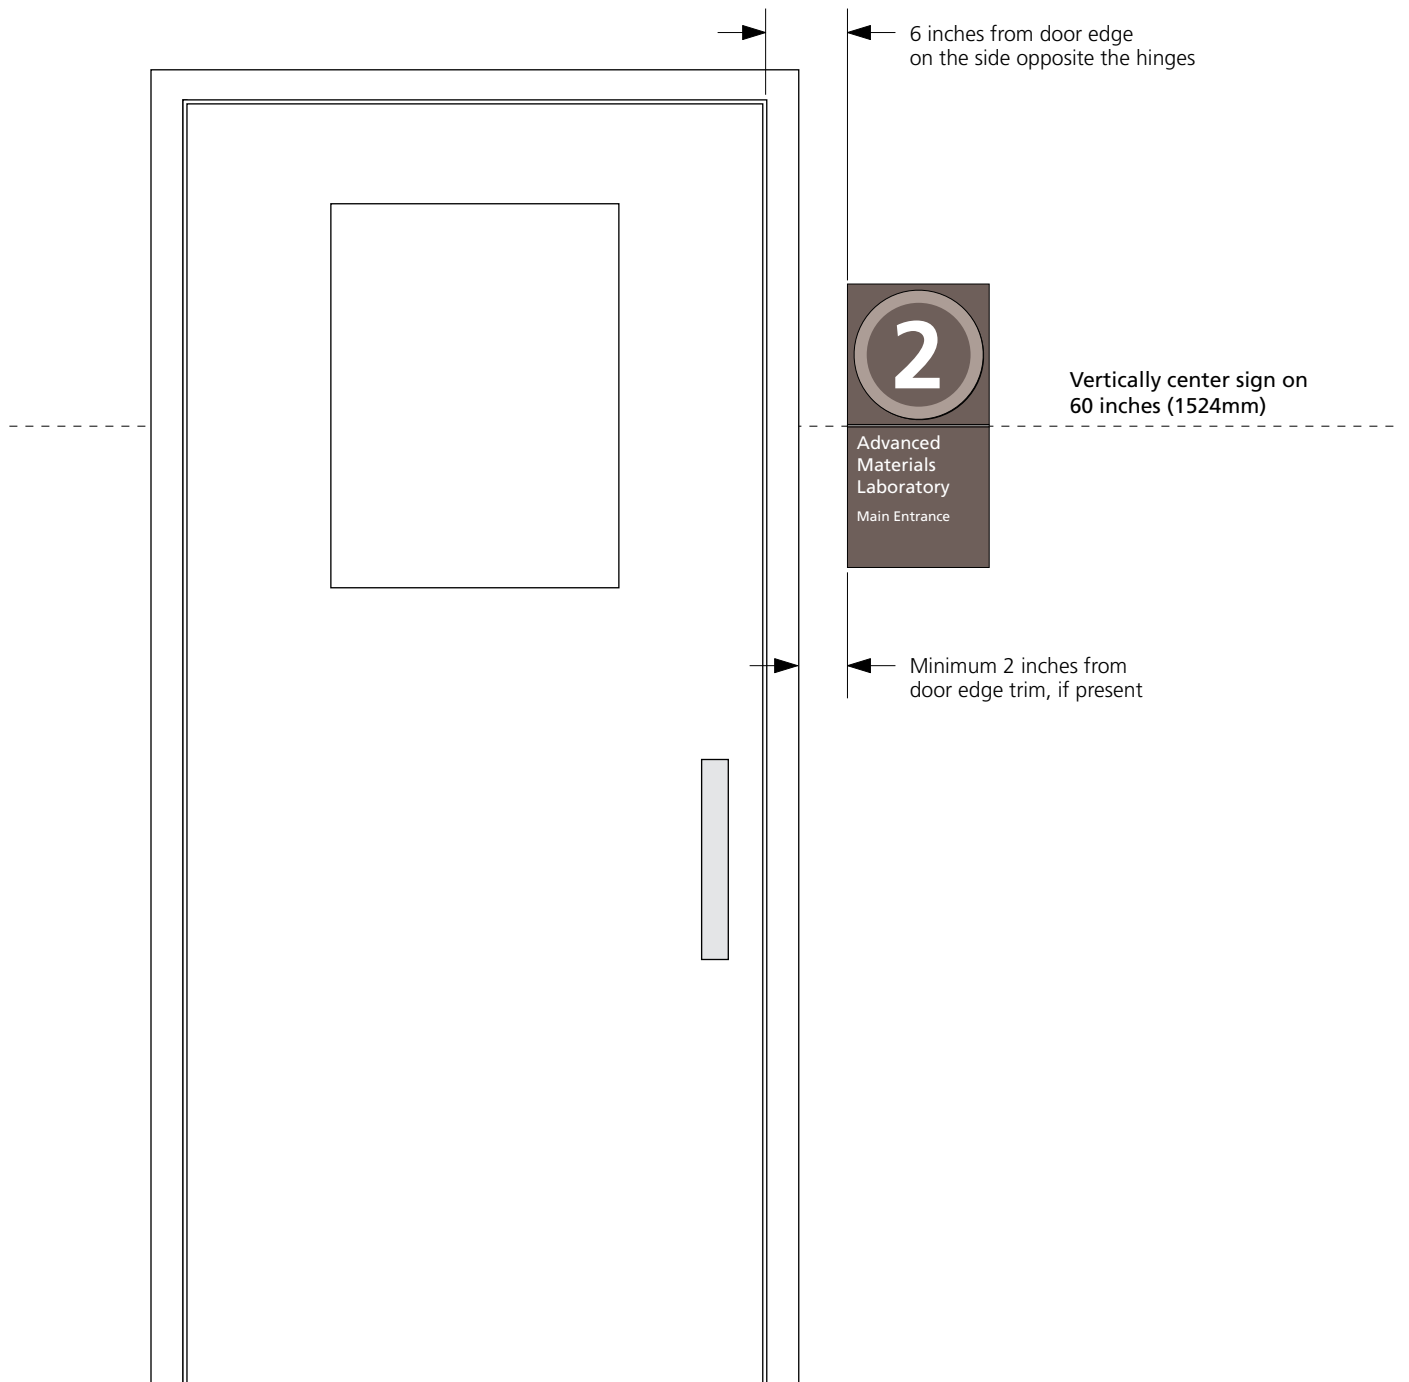 6 inches from door edge
on the side opposite the hinges
2
Vertically center sign on
60 inches (1524mm)
Advanced
Materials
Laboratory
Main Entrance
Minimum 2 inches from
door edge trim, if present